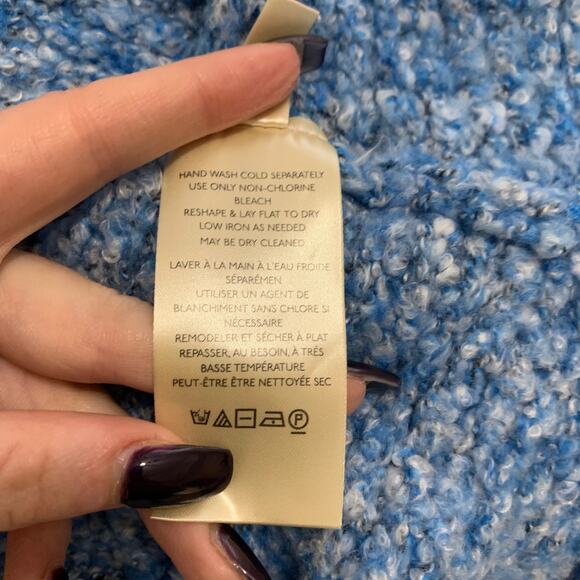 HAND WASH COLD SEPARATELY
USE ONLY NON-CHLORINE
BLEACH
RESHAPE & LAY FLAT TO DRY
LOW IRON AS NEEDED
MAY BE DRY CLEANED
LAVER À LA MAIN À L'EAU FROIDE
SÉPARÉMEN
UTILISER UN AGENT DE
BLANCHIMENT SANS CHLORE SI
NÉCESSAIRE
REMODELER ET SÉCHER À PLAT
REPASSER, AU BESOIN, À TRÈS
BASSE TEMPÉRATURE
PEUT-ÊTRE ÊTRE NETTOYÉE SEC
P